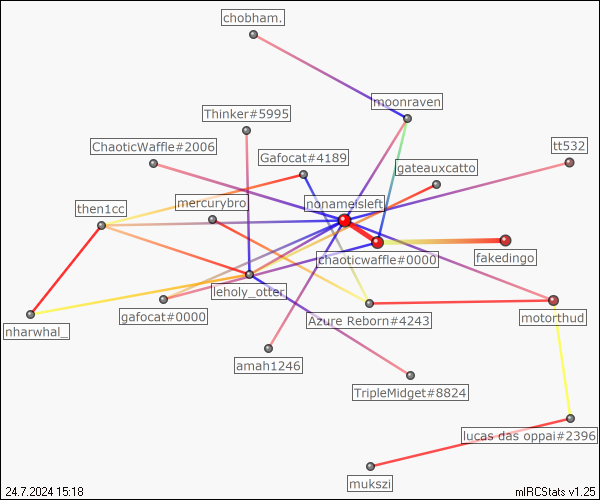 chobham.
moonraven
Thinker#5995
ChaoticWaffle#2006
tt532
Gafocat#4189
gateauxcatto
mercurybro
nonameisleft
then1cc
chaoticwaffle#0000
fakedingo
leholy_otter
gafocat#0000
Azure Reborn#4243
motorthud
nharwhal_
amah1246
TripleMidget#8824
lucas das oppai#2396
mukszi
24.7.2024 15:18
mIRCStats v1.25